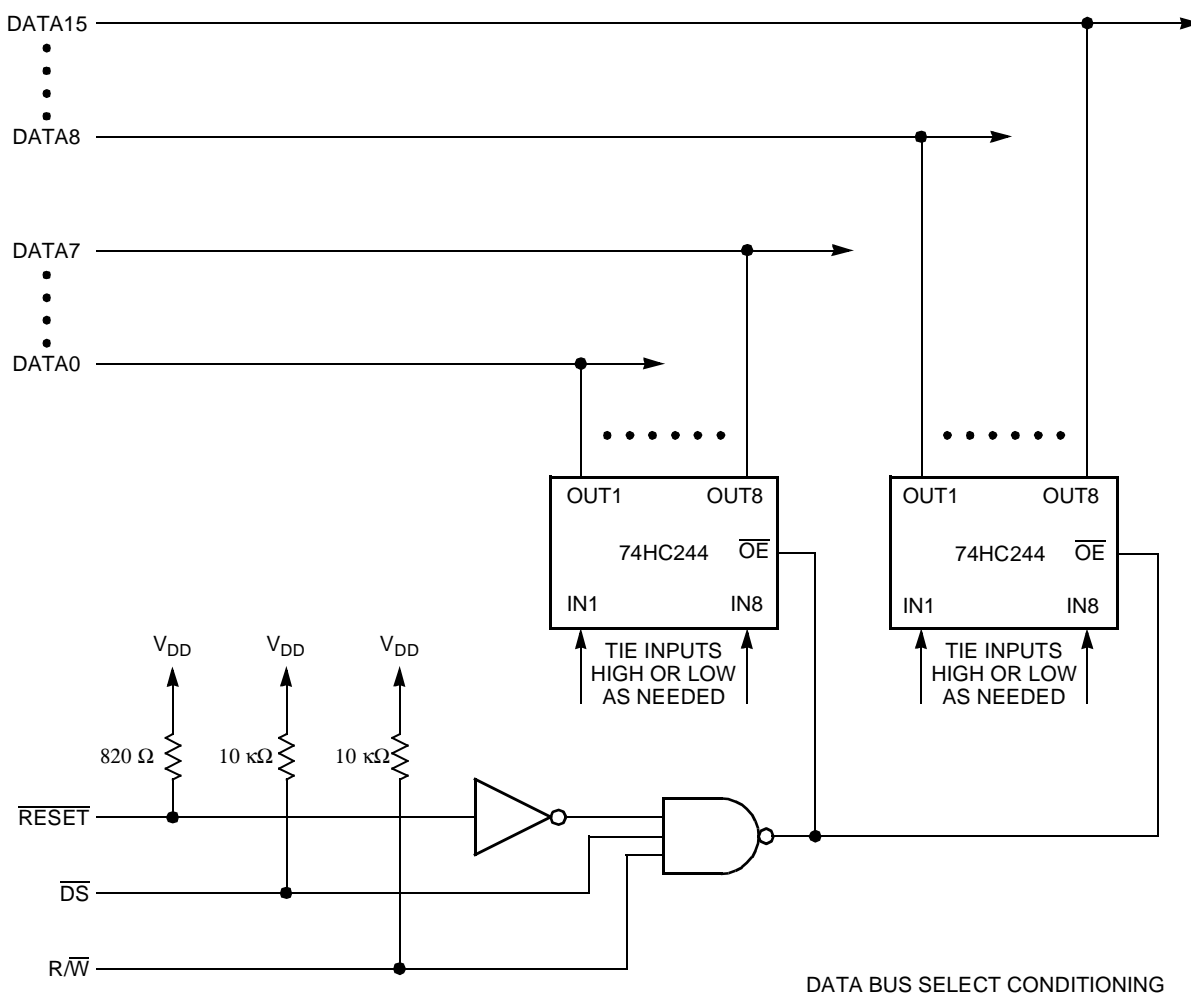 DATA15
DATA8
DATA7
DATA0
OUT1 OUT8
74HC244 OE
IN1 IN8
TIE INPUTS
HIGH OR LOW
AS NEEDED
OUT1 OUT8
74HC244 OE
IN1 IN8
TIE INPUTS
HIGH OR LOW
AS NEEDED
VDD VDD VDD
820 Ω 10 κΩ 10 κΩ
RESET
DS
R/W
DATA BUS SELECT CONDITIONING